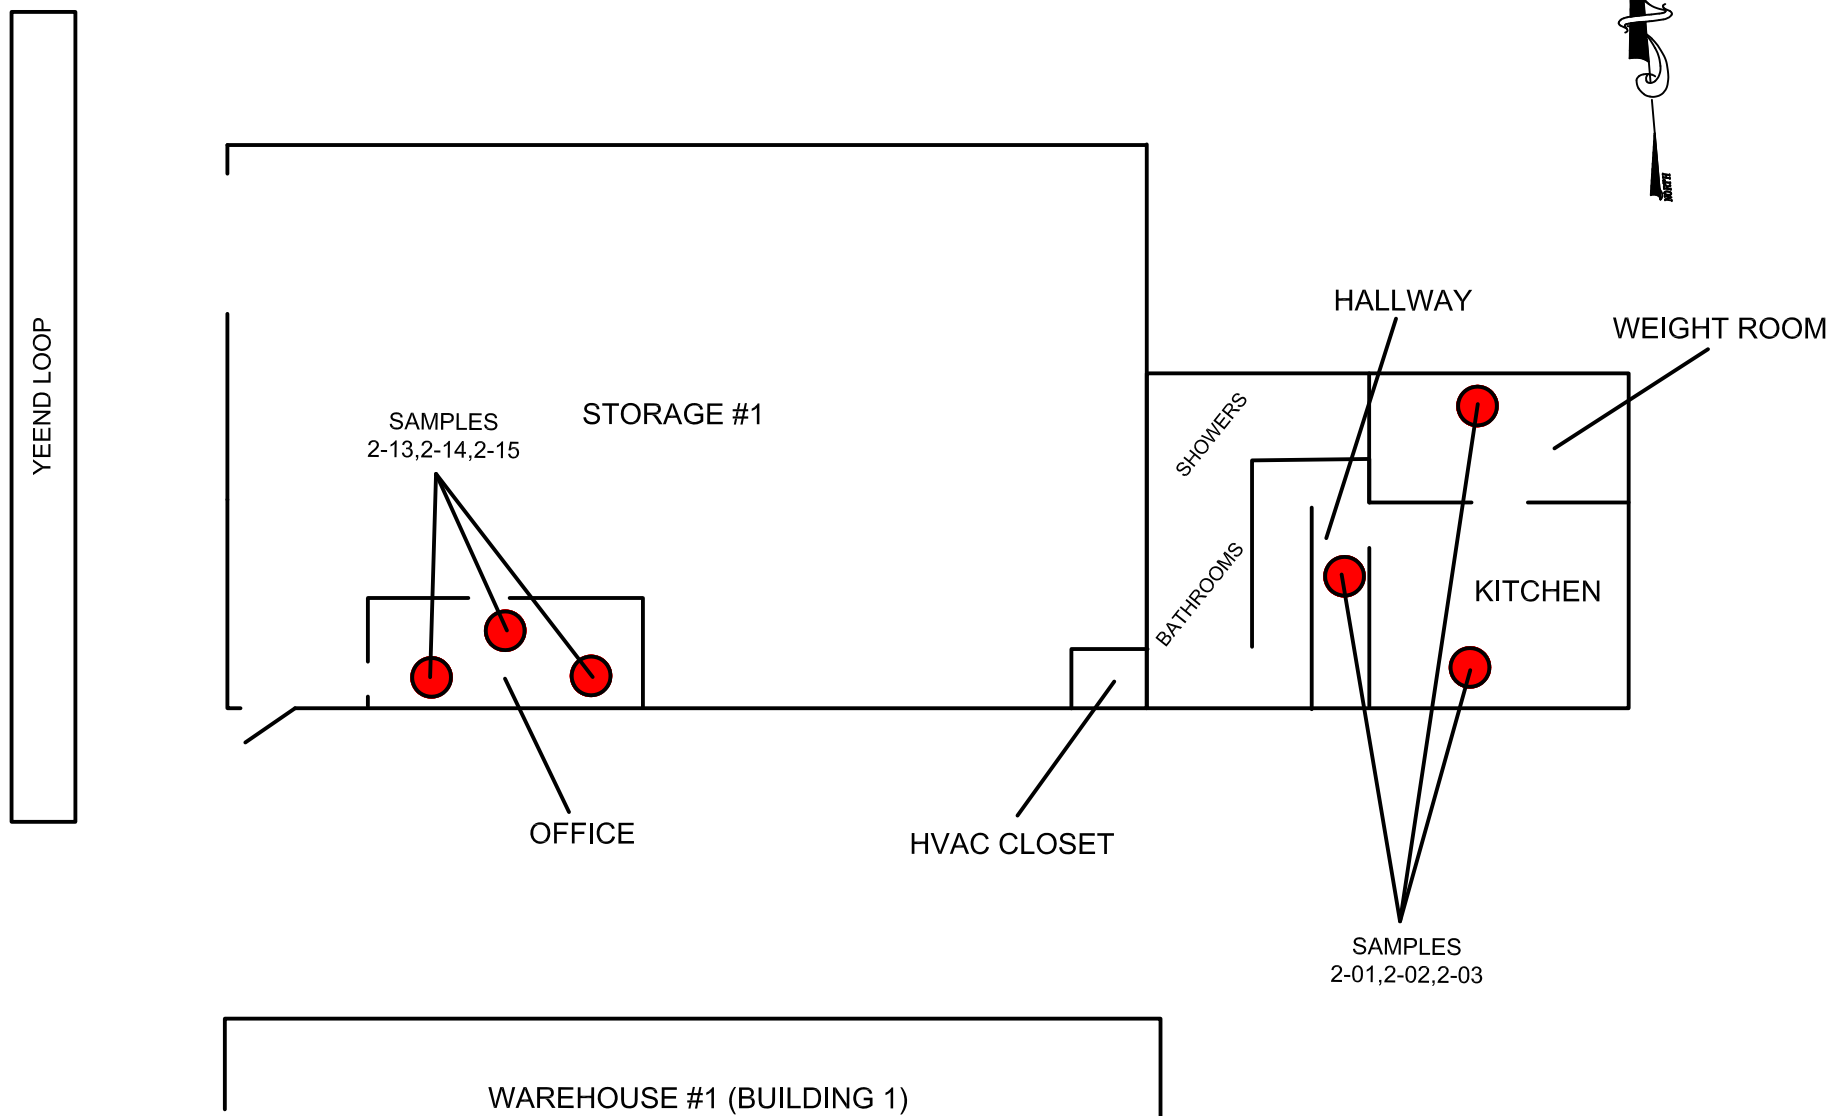 NORTH
YEEND LOOP
HALLWAY
WEIGHT ROOM
SAMPLES
2-13,2-14,2-15
STORAGE #1
SHOWERS
BATHROOMS
KITCHEN
OFFICE
HVAC CLOSET
SAMPLES
2-01,2-02,2-03
WAREHOUSE #1 (BUILDING 1)